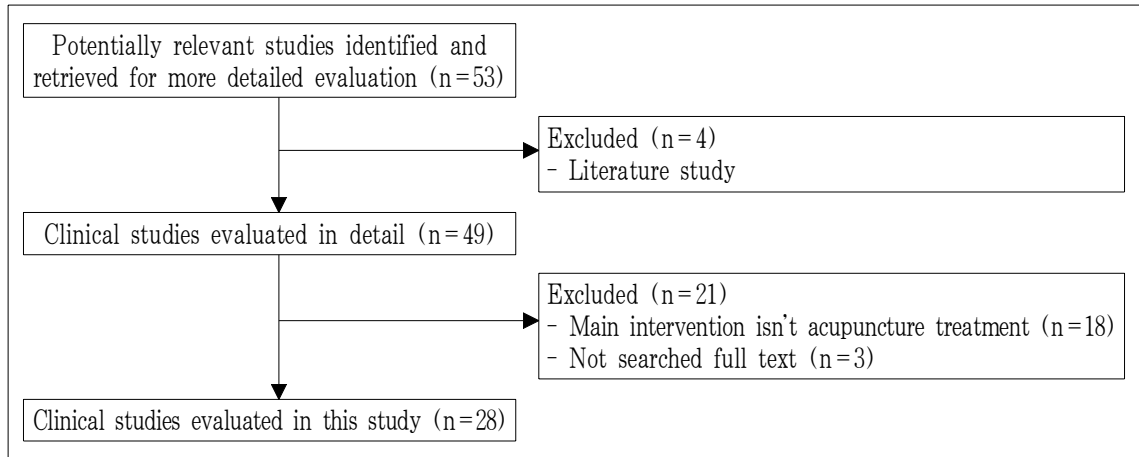 Potentially relevant studies identified and
retrieved for more detailed evaluation (n=53)
Excluded (n=4)
- Literature study
Clinical studies evaluated in detail (n=49)
Excluded (n=21)
- Main intervention isn't acupuncture treatment (n=18)
- Not searched full text (n=3)
Clinical studies evaluated in this study (n=28)